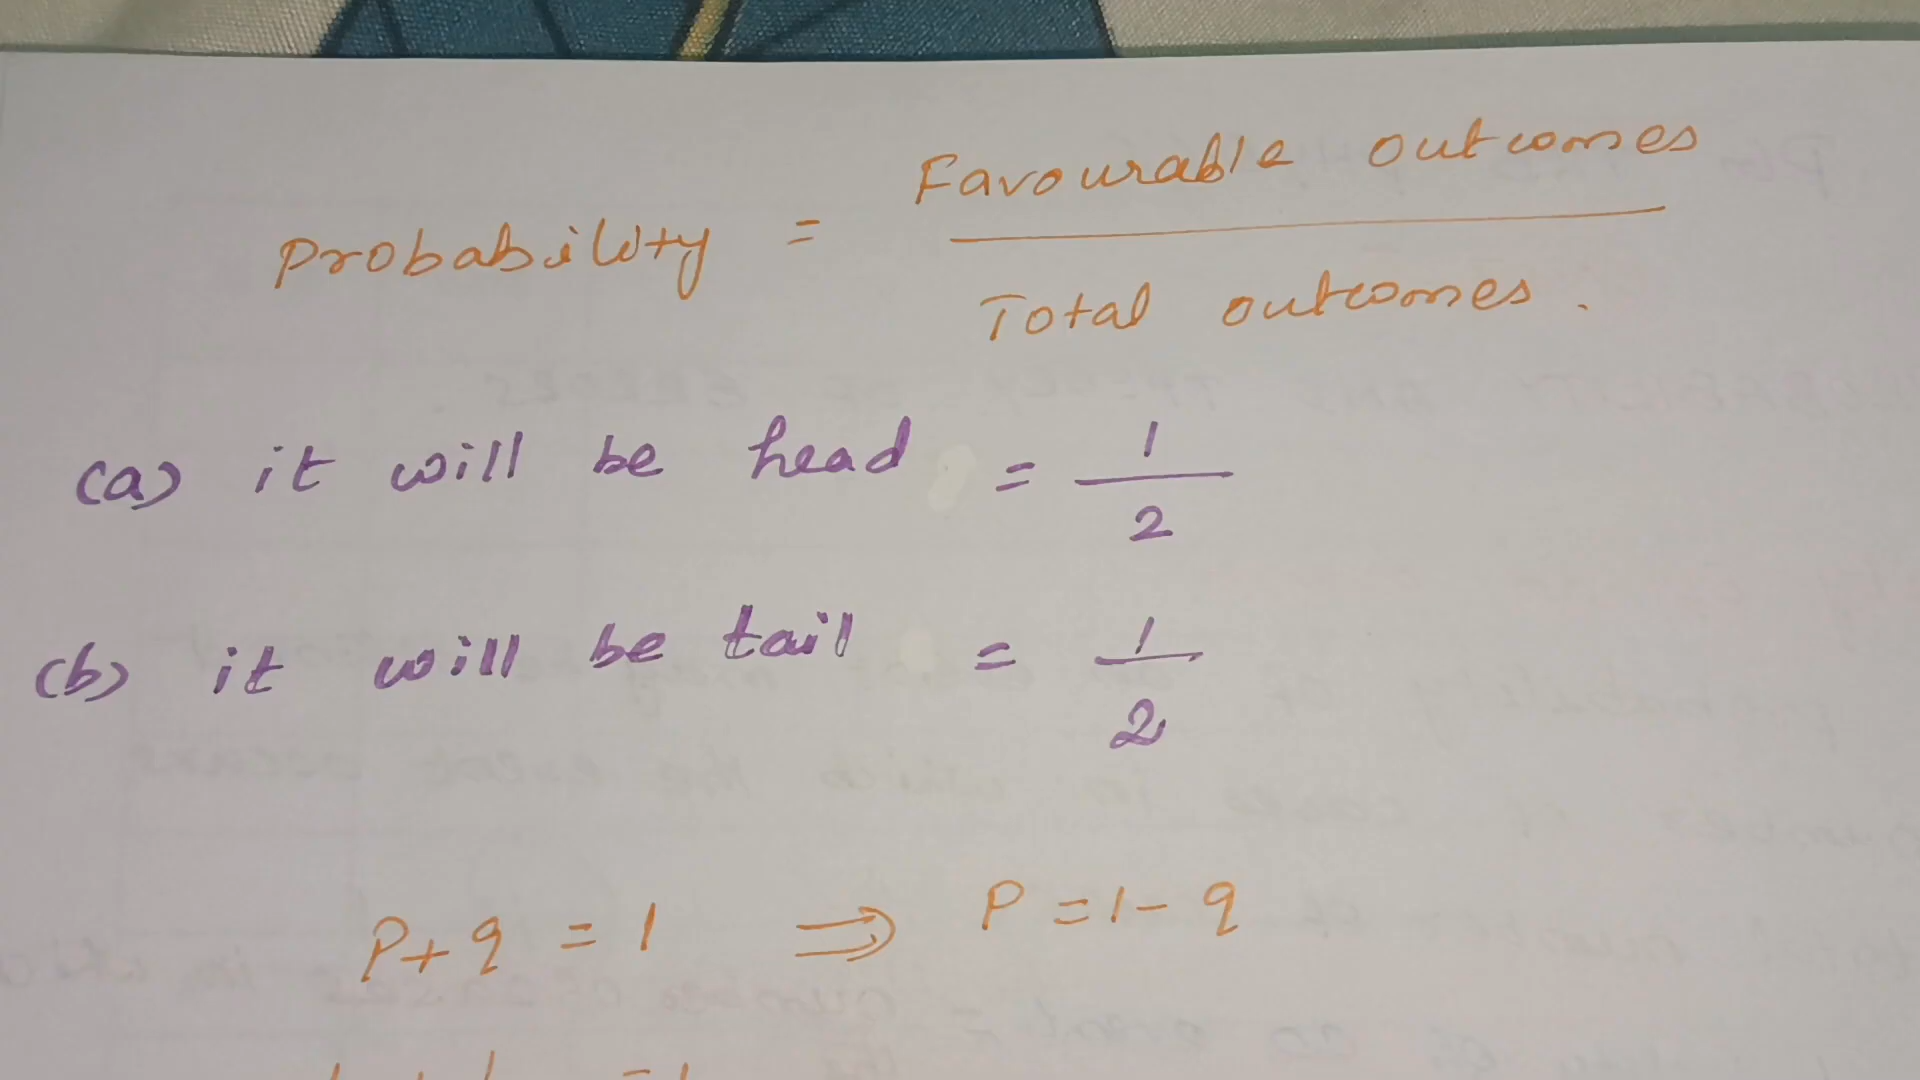 Probability = Favourable outcomes / Total outcomes.
(a) it will be head = 1/2
(b) it will be tail = 1/2
P+q = 1 ⇒ P = 1-q